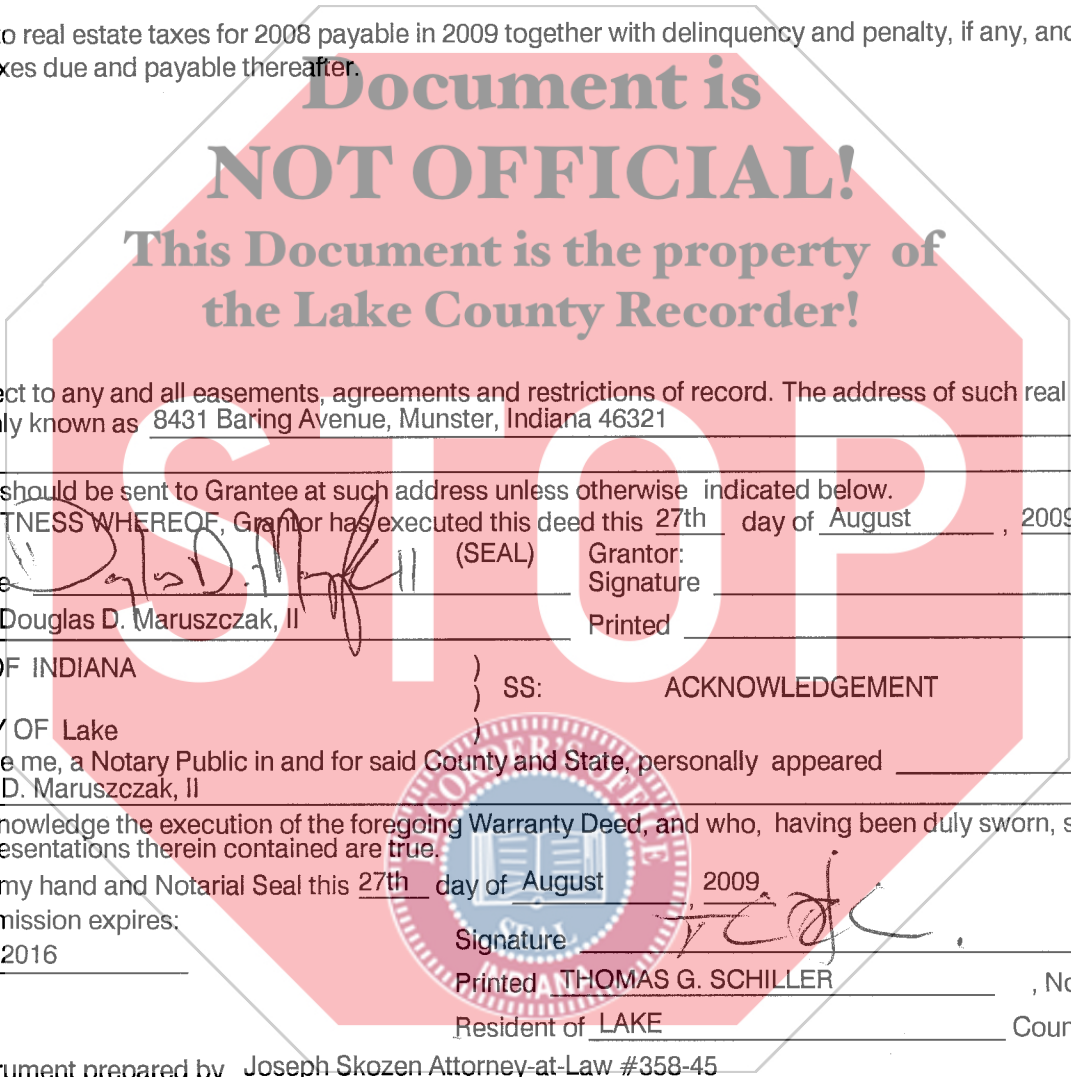 o real estate taxes for 2008 payable in 2009 together with delinquency and penalty, if any, and
xes due and payable thereafter.
Document is
NOT OFFICIAL!
This Document is the property of
the Lake County Recorder!
ect to any and all easements, agreements and restrictions of record. The address of such real
ly known as 8431 Baring Avenue, Munster, Indiana 46321
should be sent to Grantee at such address unless otherwise indicated below.
TNESS WHEREOF, Grantor has executed this deed this 27th day of August , 2009
(SEAL) Grantor:
e Signature
Douglas D. Maruszczak, II Printed
STOP
OF INDIANA )
) SS: ACKNOWLEDGEMENT
Y OF Lake )
e me, a Notary Public in and for said County and State, personally appeared
D. Maruszczak, II
nowledge the execution of the foregoing Warranty Deed, and who, having been duly sworn, s
esentations therein contained are true.
my hand and Notarial Seal this 27th day of August , 2009
mission expires:
2016
Signature
RECORDER'S OFFICE
SEAL
INDIANA
Printed THOMAS G. SCHILLER , No
Resident of LAKE Coun
rument prepared by Joseph Skozen Attorney-at-Law #358-45